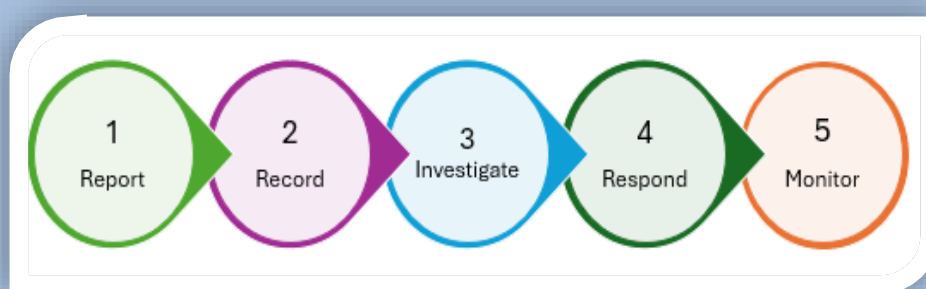 1
Report
2
Record
3
Investigate
4
Respond
5
Monitor